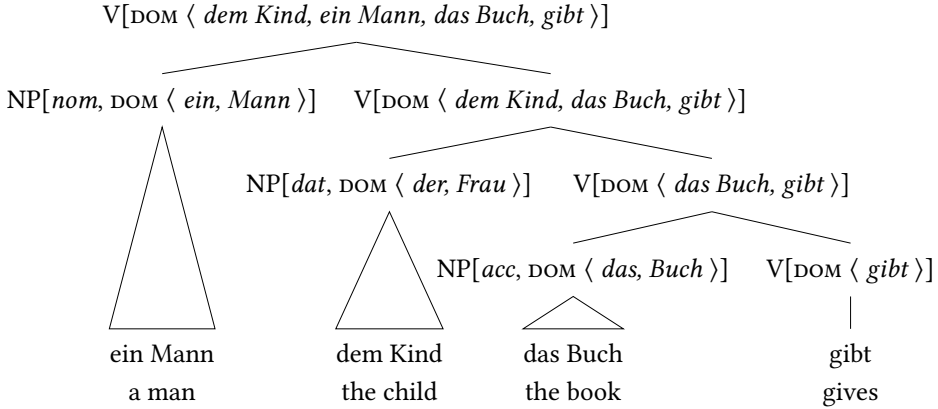 V[DOM ⟨ dem Kind, ein Mann, das Buch, gibt ⟩]
NP[nom, DOM ⟨ ein, Mann ⟩] V[DOM ⟨ dem Kind, das Buch, gibt ⟩]
NP[dat, DOM ⟨ der, Frau ⟩] V[DOM ⟨ das Buch, gibt ⟩]
NP[acc, DOM ⟨ das, Buch ⟩] V[DOM ⟨ gibt ⟩]
ein Mann dem Kind das Buch gibt
a man the child the book gives